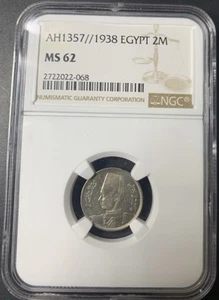 AH1357//1938 EGYPT 2M
MS 62
2722022-068
NUMISMATIC GUARANTY CORPORATION
NGC